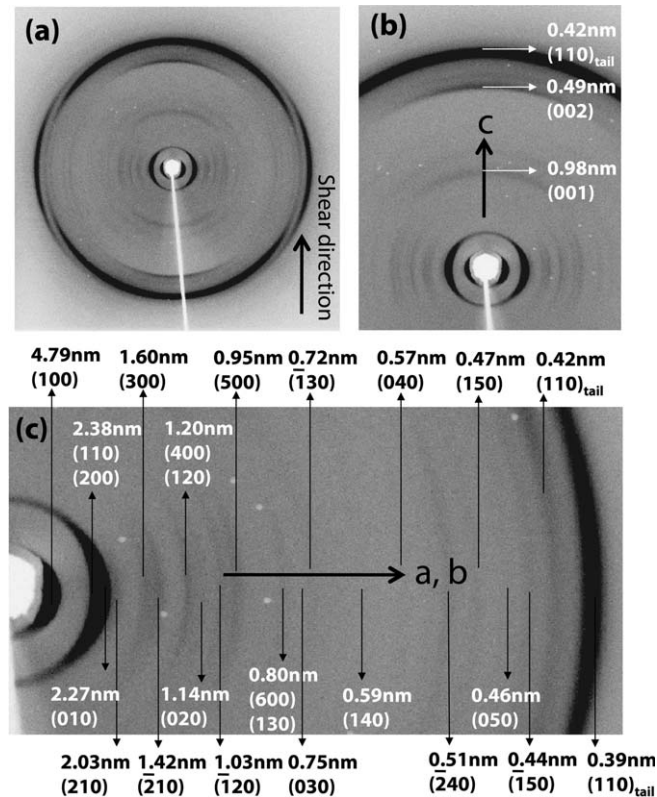 (a)
Shear direction
(b)
0.42nm
(110)tail
0.49nm
(002)
c
0.98nm
(001)
4.79nm
(100)
1.60nm
(300)
0.95nm
(500)
0.72nm
(1̅30)
0.57nm
(040)
0.47nm
(150)
0.42nm
(110)tail
(c)
2.38nm
(110)
(200)
1.20nm
(400)
(120)
a, b
2.27nm
(010)
1.14nm
(020)
0.80nm
(600)
(130)
0.59nm
(140)
0.46nm
(050)
2.03nm
(210)
1.42nm
(2̅10)
1.03nm
(1̅20)
0.75nm
(030)
0.51nm
(2̅40)
0.44nm
(1̅50)
0.39nm
(110)tail